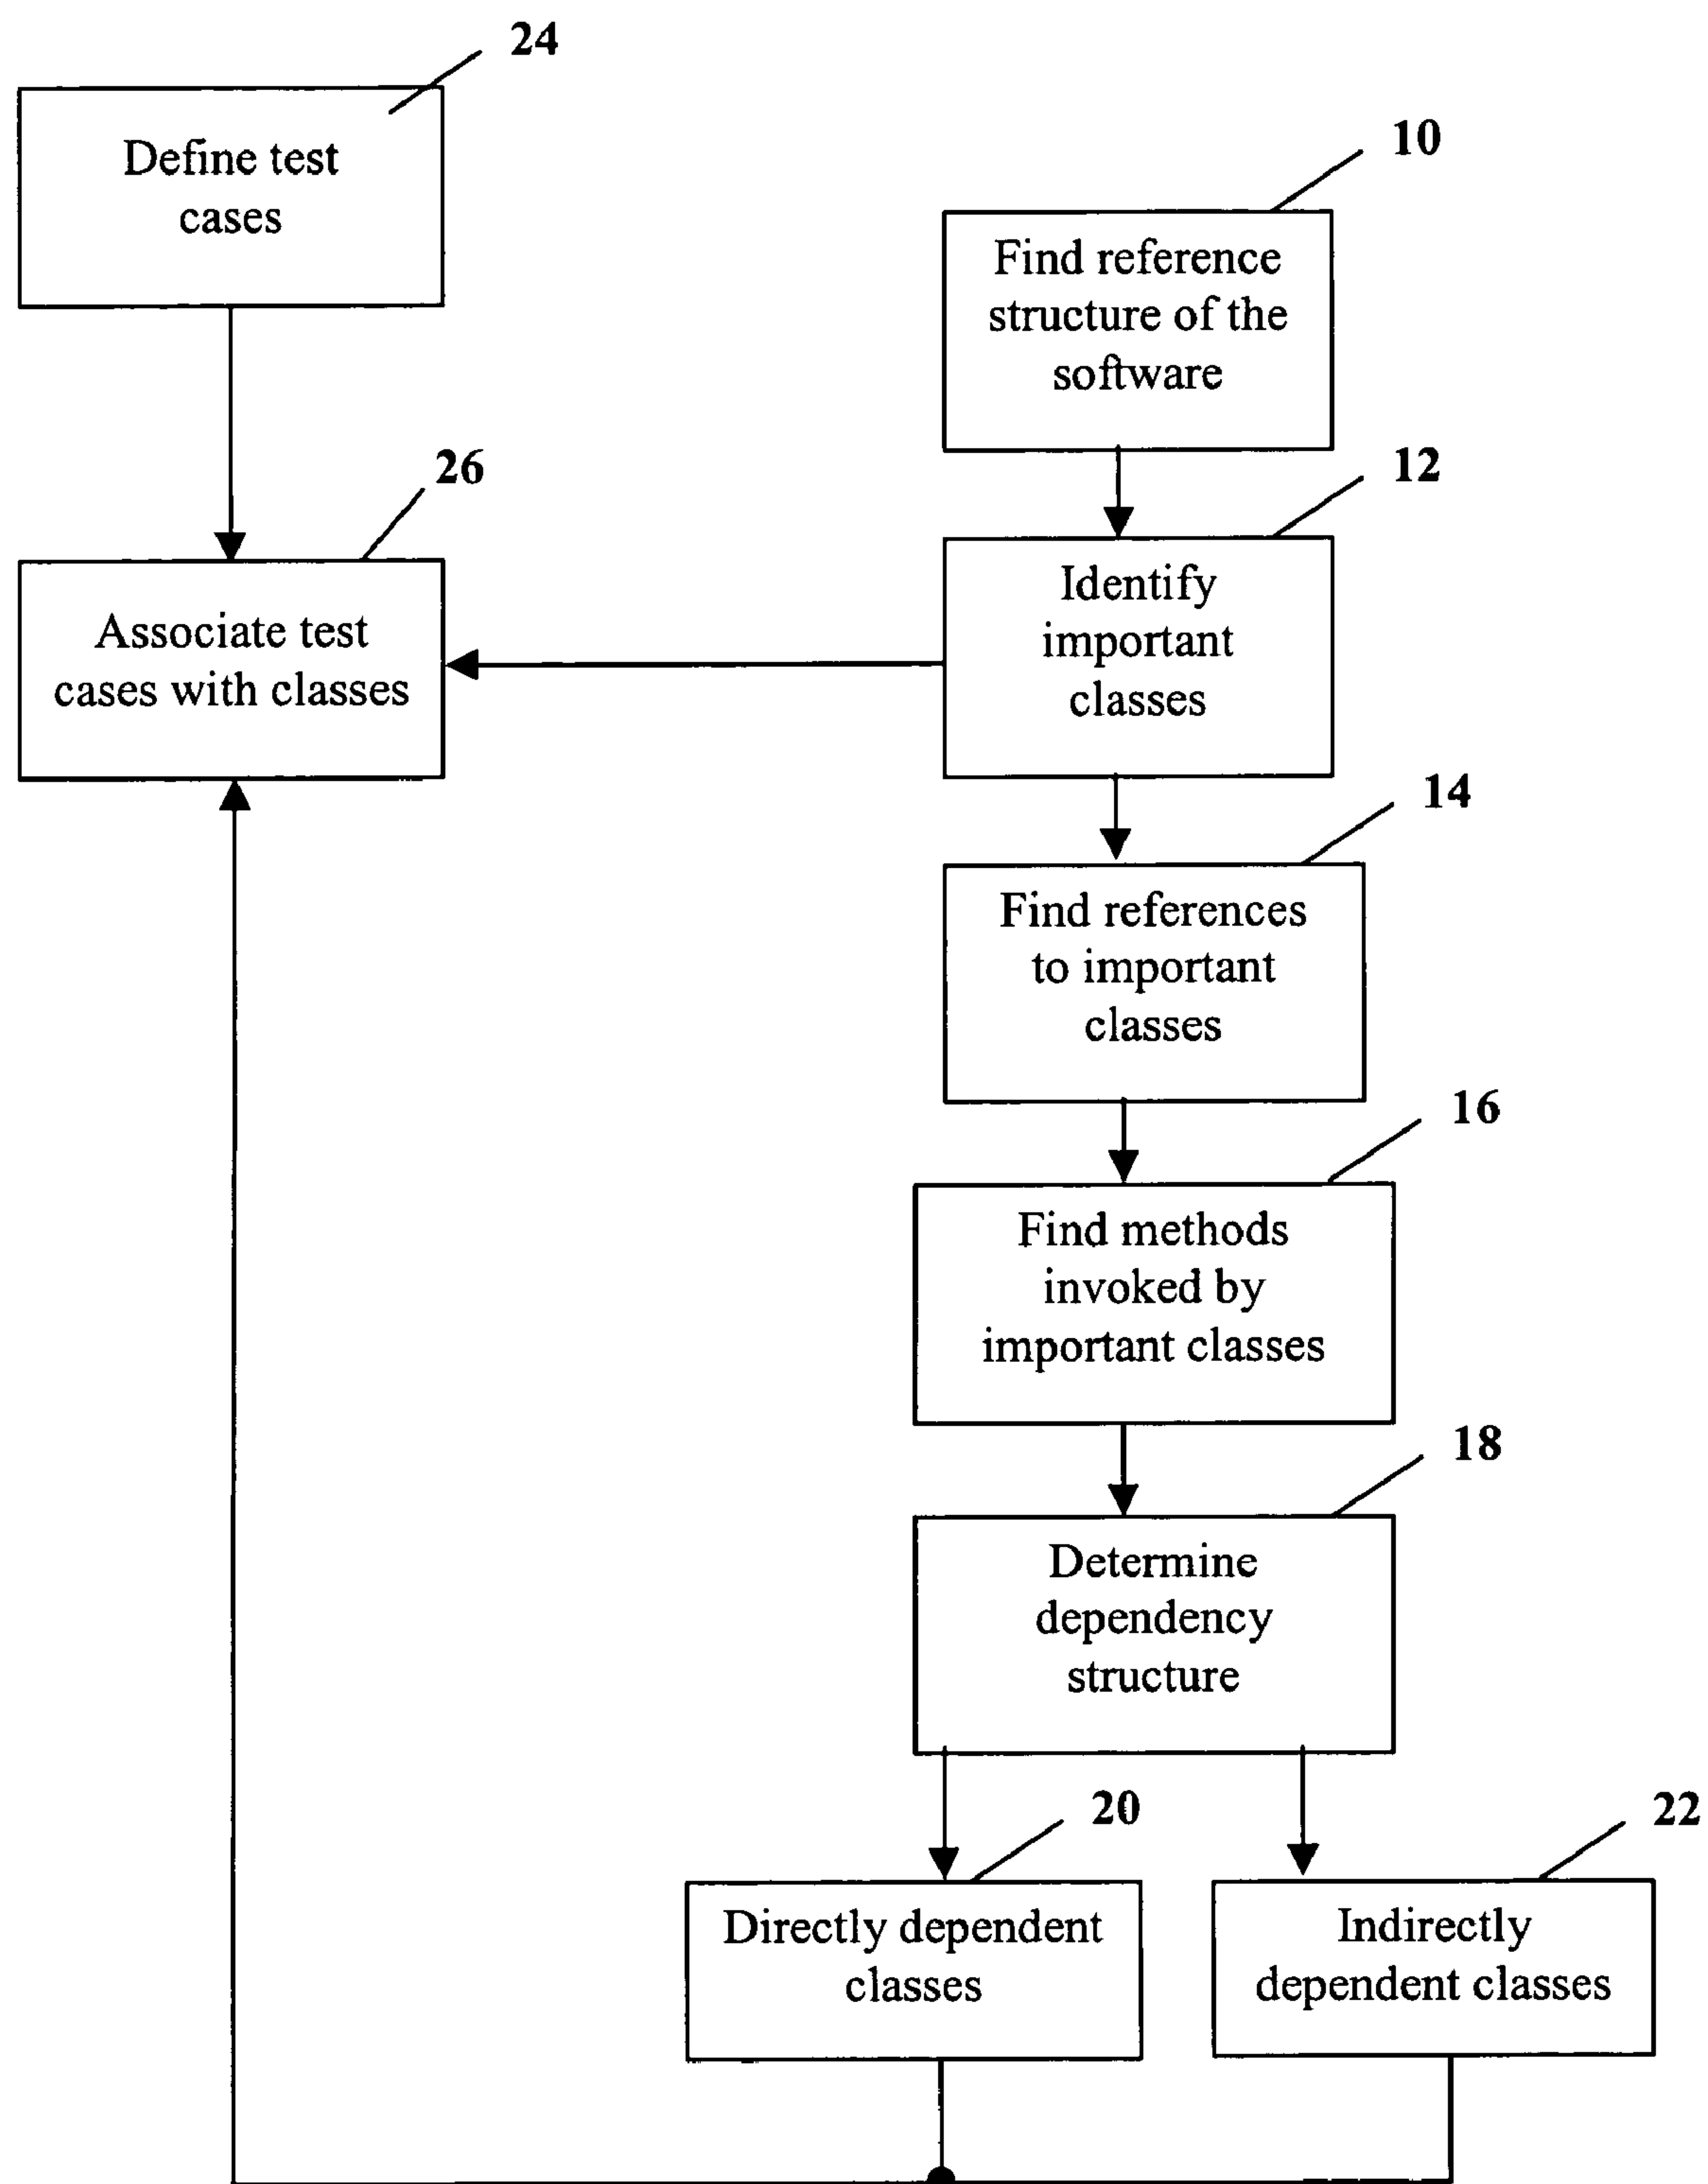 24
Define test
cases
10
Find reference
structure of the
software
26
12
Associate test
cases with classes
Identify
important
classes
14
Find references
to important
classes
16
Find methods
invoked by
important classes
18
Determine
dependency
structure
20
Directly dependent
classes
22
Indirectly
dependent classes